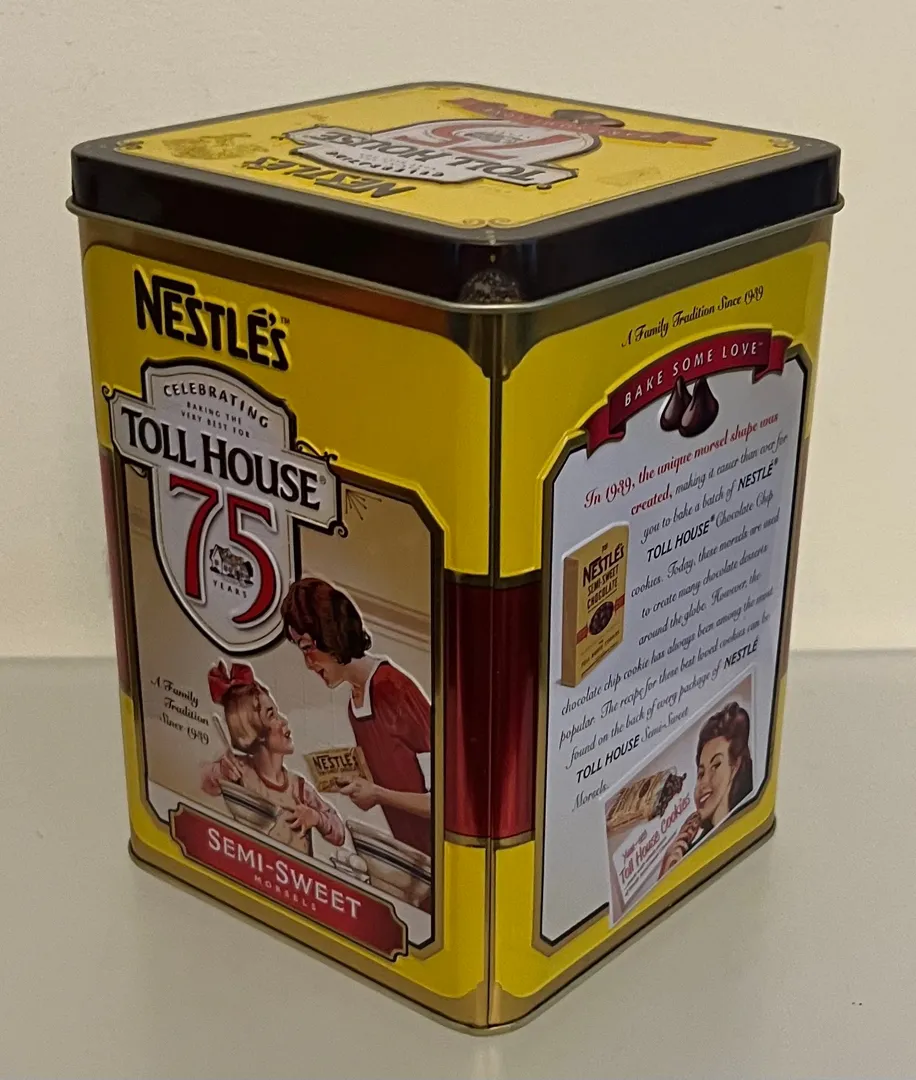 NESTLÉ'S™
CELEBRATING
BAKING THE
VERY BEST FOR
TOLL HOUSE®
75
YEARS
A Family
Tradition
Since 1939
NESTLÉ'S
SEMI-SWEET
MORSELS
A Family Tradition Since 1939
BAKE SOME LOVE™
In 1939, the unique morsel shape was
created, making it easier than ever for
you to bake a batch of NESTLÉ®
TOLL HOUSE® Chocolate Chip
cookies. Today, these morsels are used
to create many chocolate desserts
around the globe. However, the
chocolate chip cookie has always been among the most
popular. The recipe for these best loved cookies can be
found on the back of every package of NESTLÉ
TOLL HOUSE Semi-Sweet
Morsels.
NESTLÉ'S
SEMI-SWEET
CHOCOLATE
Toll House Cookies
NESTLÉ'S
TOLL HOUSE
75
CELEBRATING